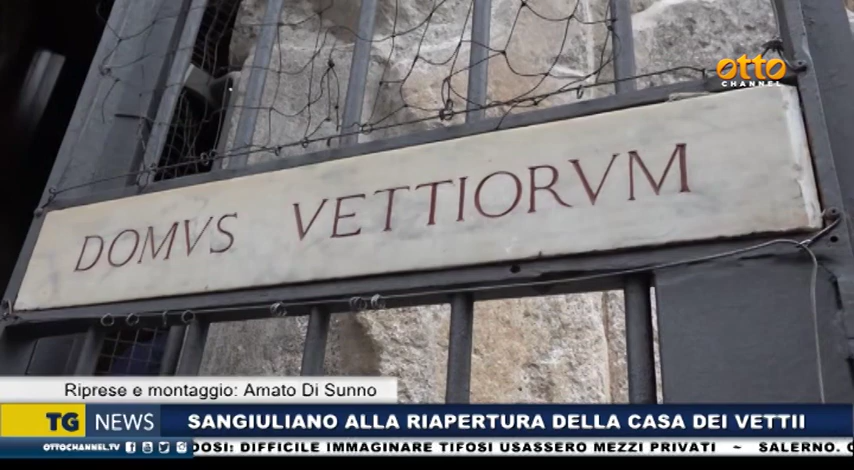 otto
CHANNEL
DOMVS VETTIORVM
Riprese e montaggio: Amato Di Sunno
TG NEWS
SANGIULIANO ALLA RIAPERTURA DELLA CASA DEI VETTII
OTTOCHANNEL.TV
DOSI: DIFFICILE IMMAGINARE TIFOSI USASSERO MEZZI PRIVATI ~ SALERNO.